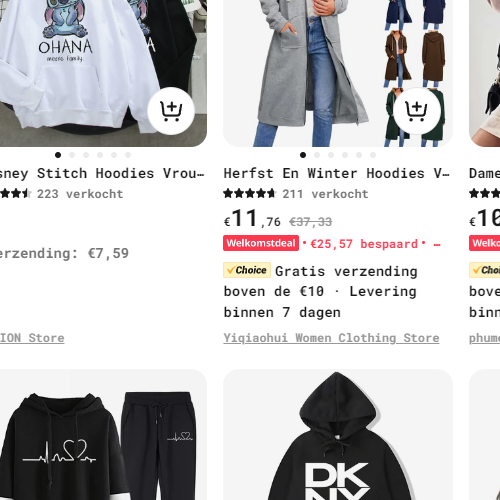 OHANA
means family
sney Stitch Hoodies Vrou…
223 verkocht
erzending: €7,59
ION Store
Herfst En Winter Hoodies V…
211 verkocht
€11,76 €37,33
Welkomstdeal • €25,57 bespaard • …
Choice Gratis verzending
boven de €10 · Levering
binnen 7 dagen
Yiqiaohui Women Clothing Store
Dame
€10
Welko
Choi
bove
binn
phume
DK
NY